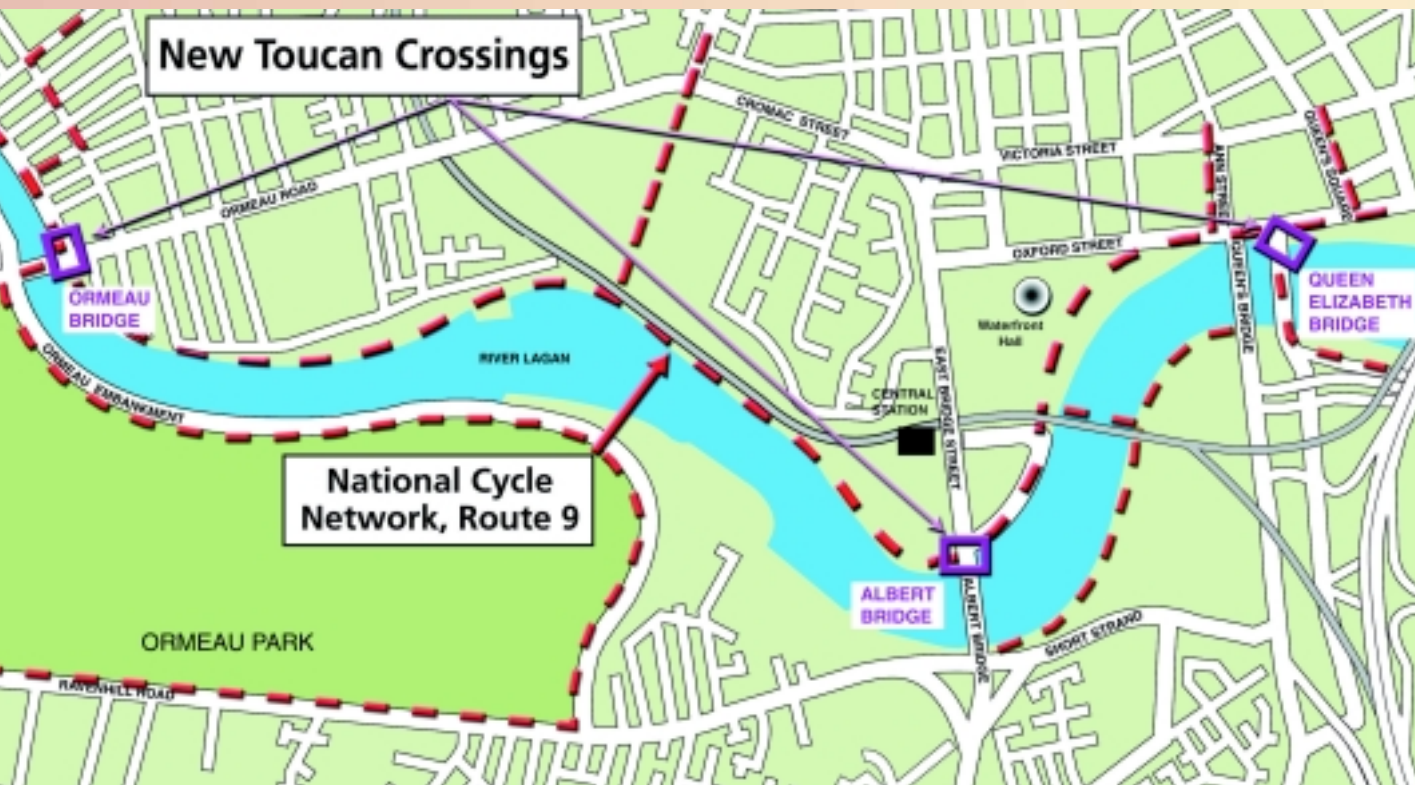 New Toucan Crossings
CROMAC STREET
VICTORIA STREET
ANN STREET
QUEEN'S SQUARE
ORMEAU ROAD
OXFORD STREET
QUEEN'S BRIDGE
ORMEAU
BRIDGE
QUEEN
ELIZABETH
BRIDGE
Waterfront
Hall
RIVER LAGAN
ORMEAU EMBANKMENT
EAST BRIDGE STREET
CENTRAL
STATION
National Cycle
Network, Route 9
ALBERT
BRIDGE
ALBERT BRIDGE
SHORT STRAND
ORMEAU PARK
RAVENHILL ROAD